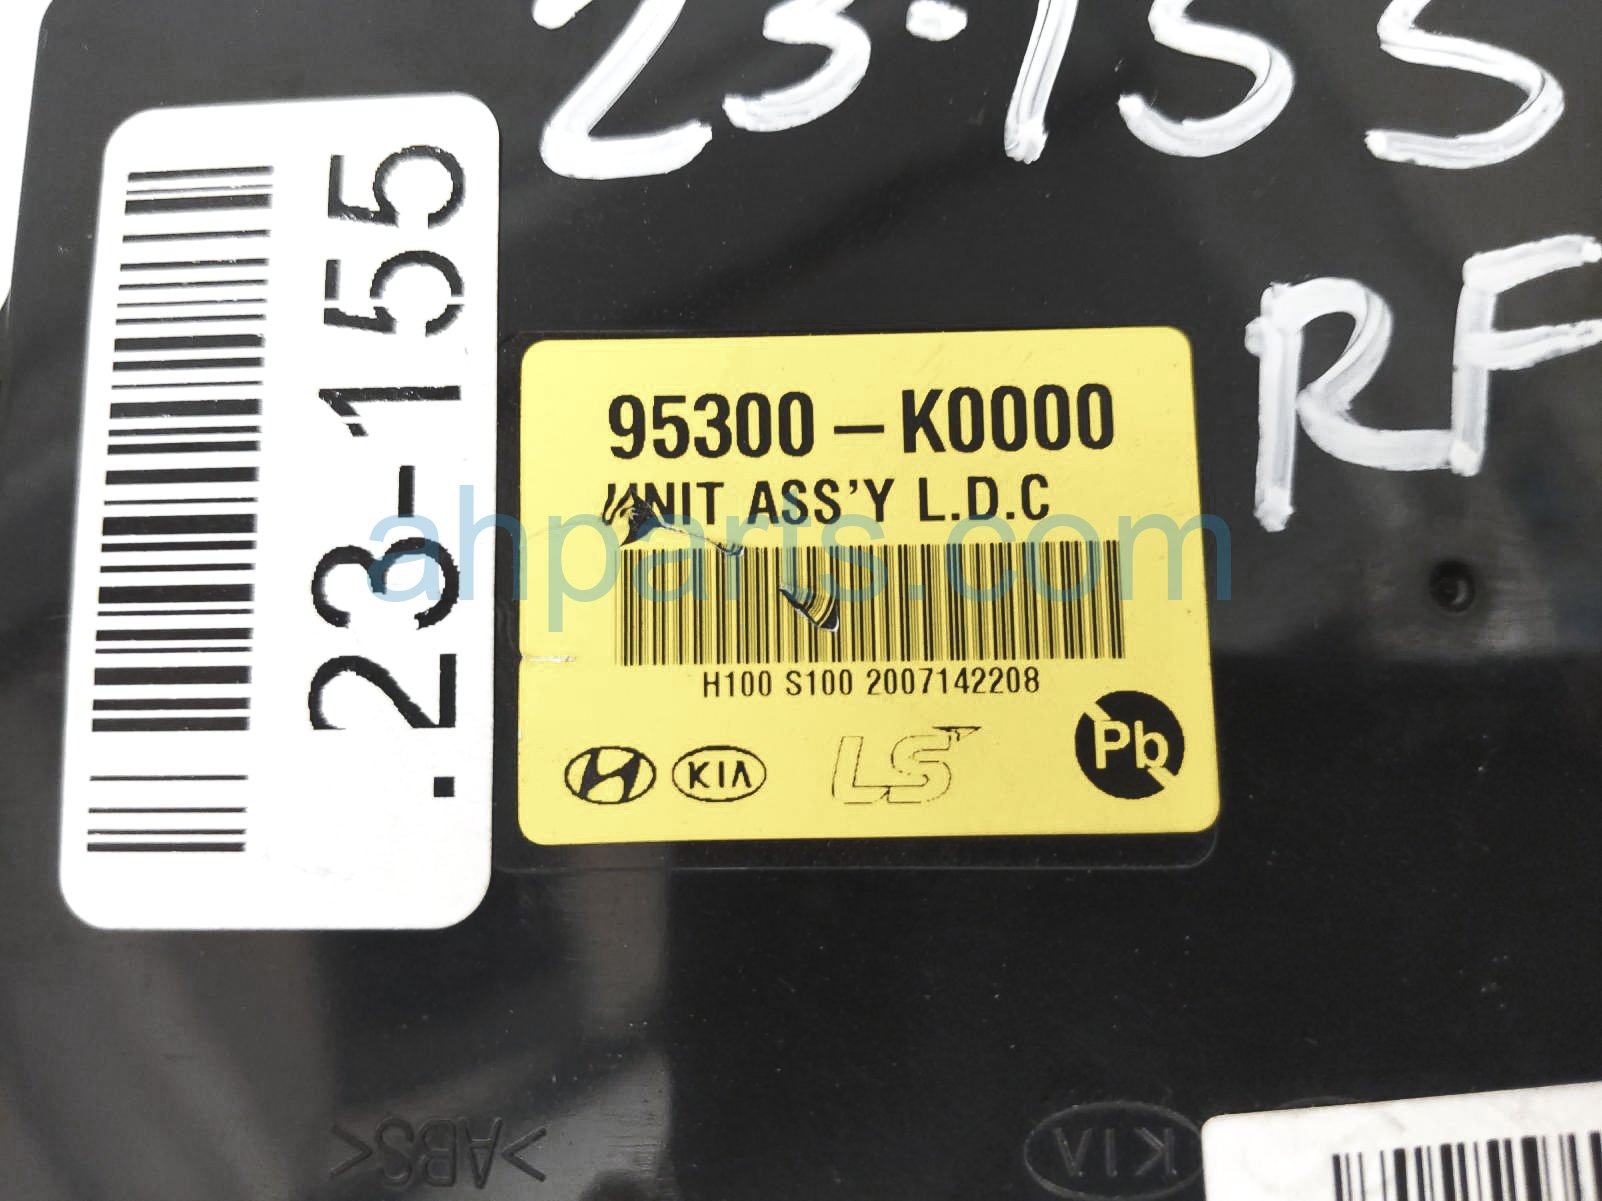 23-155
RF
.23-155
95300-K0000
UNIT ASS'Y L.D.C
H100 S100 2007142208
KIA
LS
Pb
ahparts.com
>ABS<
KIA